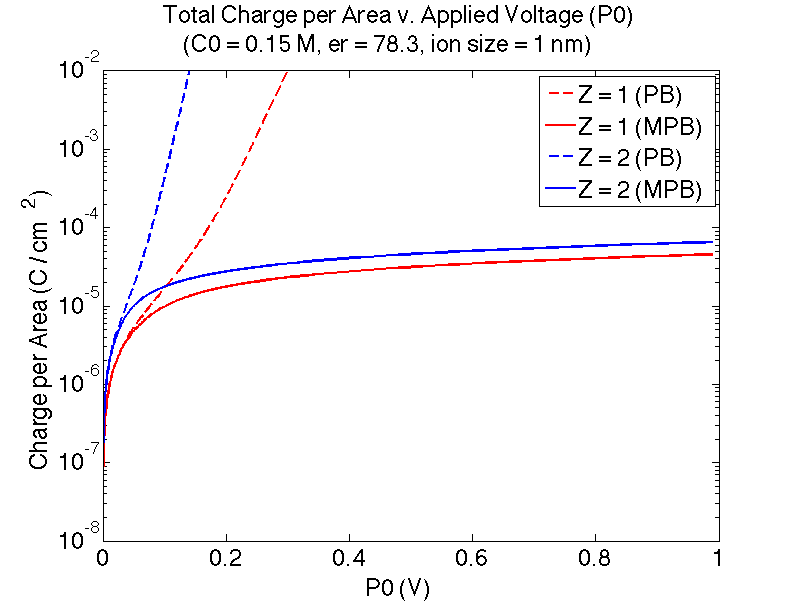 Total Charge per Area v. Applied Voltage (P0)
(C0 = 0.15 M, er = 78.3, ion size = 1 nm)
Z = 1 (PB)
Z = 1 (MPB)
Z = 2 (PB)
Z = 2 (MPB)
Charge per Area (C / cm^2)
10^-2
10^-3
10^-4
10^-5
10^-6
10^-7
10^-8
0 0.2 0.4 0.6 0.8 1
P0 (V)